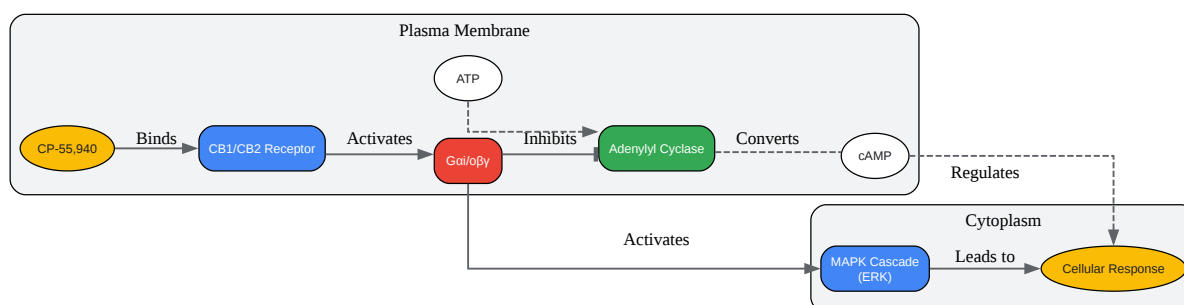 Plasma Membrane
ATP
CP-55,940
Binds
CB1/CB2 Receptor
Activates
Gαi/oβγ
Inhibits
Adenylyl Cyclase
Converts
cAMP
Regulates
Activates
Cytoplasm
MAPK Cascade
(ERK)
Leads to
Cellular Response